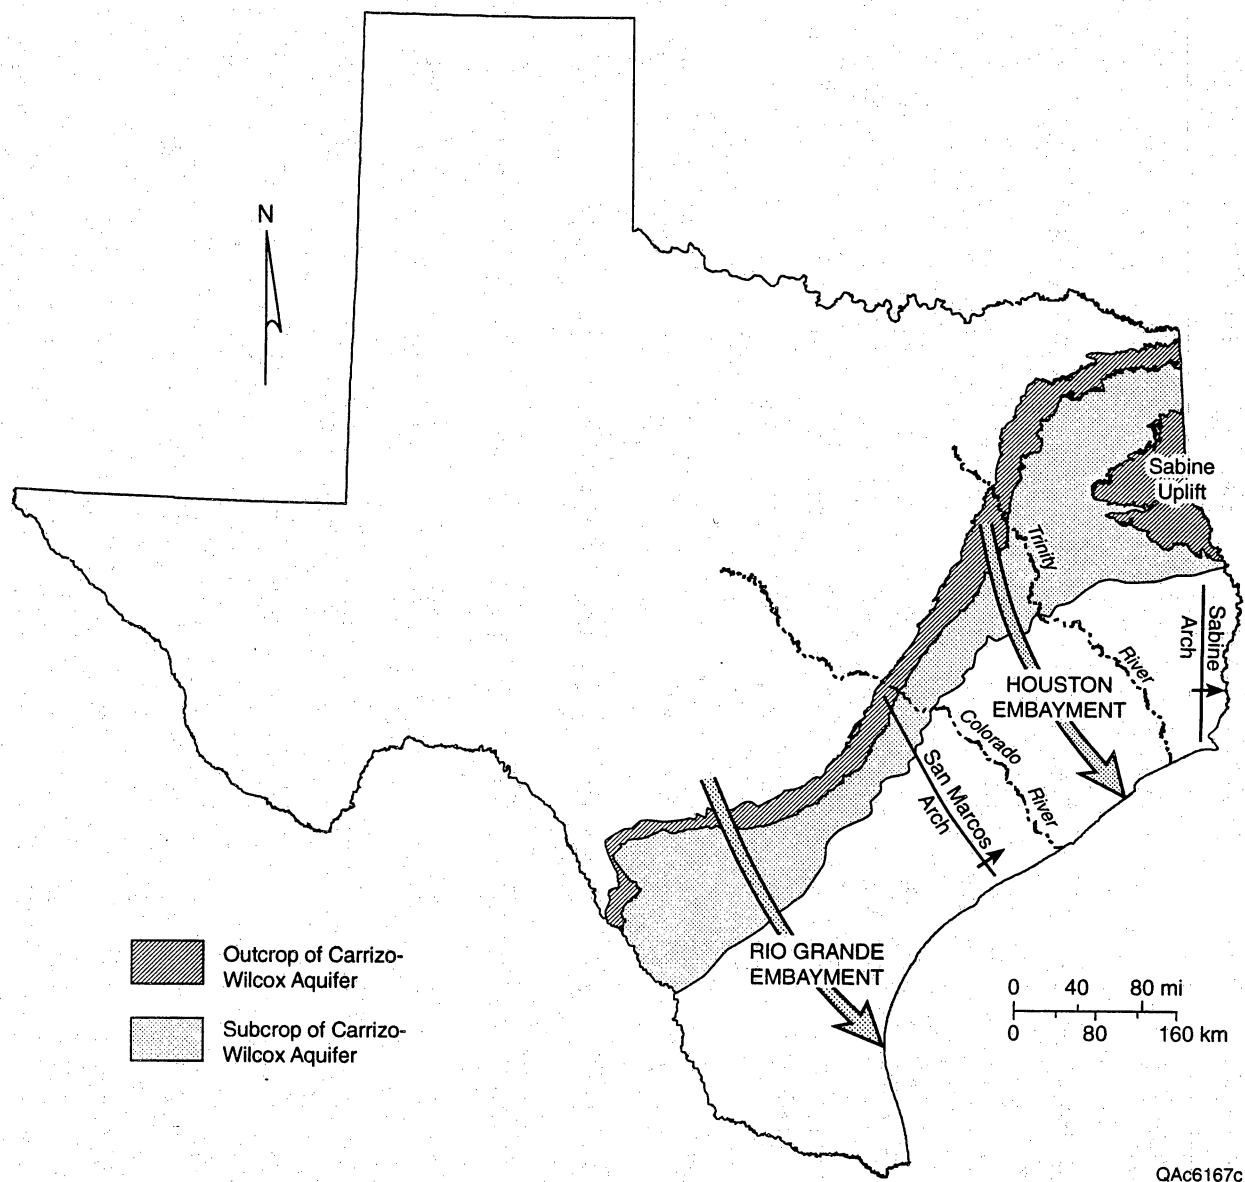 N
Sabine
Uplift
Trinity
River
Sabine
Arch
HOUSTON
EMBAYMENT
Colorado
River
San Marcos
Arch
RIO GRANDE
EMBAYMENT
Outcrop of Carrizo-
Wilcox Aquifer
Subcrop of Carrizo-
Wilcox Aquifer
0 40 80 mi
0 80 160 km
QAc6167c